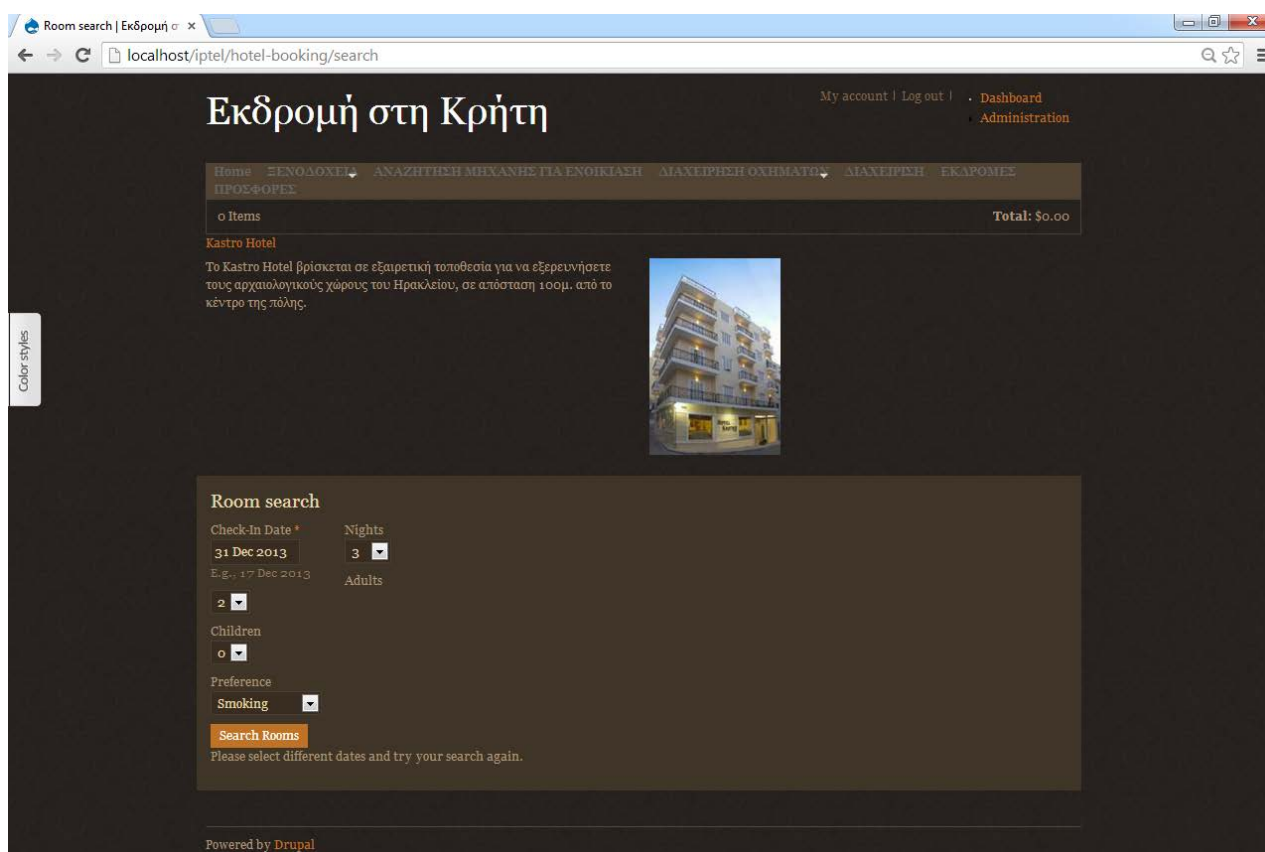 Room search | Εκδρομή σ
localhost/iptel/hotel-booking/search
Εκδρομή στη Κρήτη
My account | Log out |
Dashboard
Administration
Home ΞΕΝΟΔΟΧΕΙΑ ΑΝΑΖΗΤΗΣΗ ΜΗΧΑΝΗΣ ΓΙΑ ΕΝΟΙΚΙΑΣΗ ΔΙΑΧΕΙΡΗΣΗ ΟΧΗΜΑΤΩΝ ΔΙΑΧΕΙΡΙΣΗ ΕΚΔΡΟΜΕΣ
ΠΡΟΣΦΟΡΕΣ
0 Items Total: $0.00
Kastro Hotel
Το Kastro Hotel βρίσκεται σε εξαιρετική τοποθεσία για να εξερευνήσετε
τους αρχαιολογικούς χώρους του Ηρακλείου, σε απόσταση 100μ. από το
κέντρο της πόλης.
Color styles
Room search
Check-In Date * Nights
31 Dec 2013 3
E.g., 17 Dec 2013
Adults
2
Children
0
Preference
Smoking
Search Rooms
Please select different dates and try your search again.
Powered by Drupal